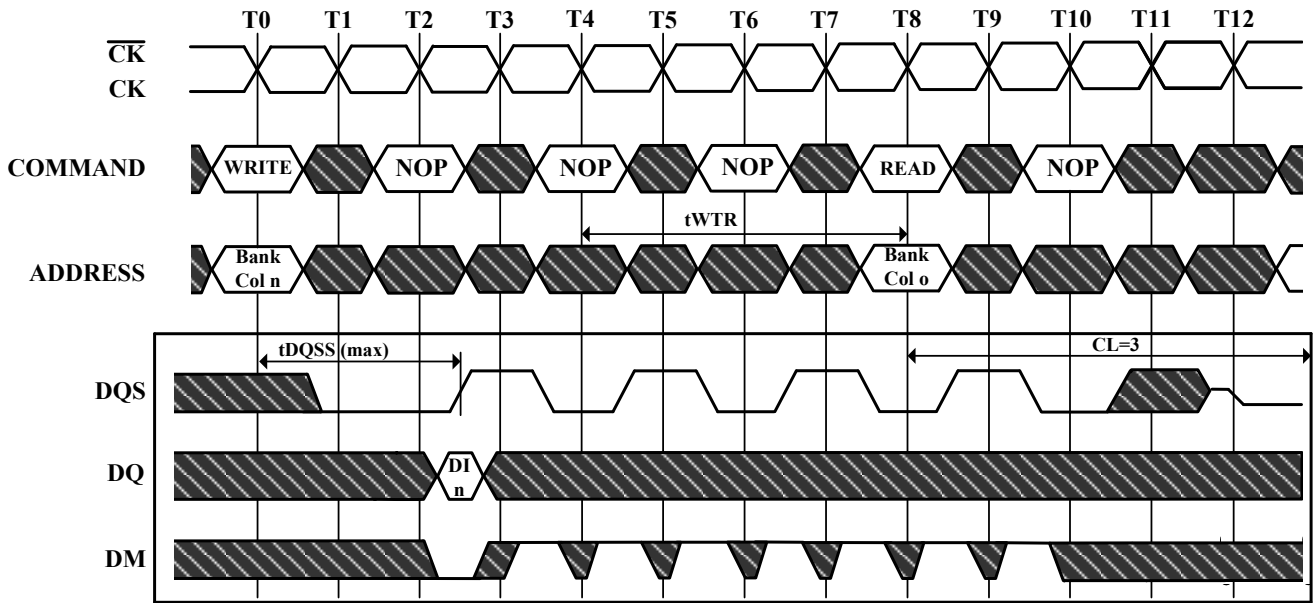 T0 T1 T2 T3 T4 T5 T6 T7 T8 T9 T10 T11 T12
CK
CK
COMMAND
WRITE NOP NOP NOP READ NOP
tWTR
ADDRESS
Bank
Col n
Bank
Col o
tDQSS (max)
CL=3
DQS
DQ
DI
n
DM